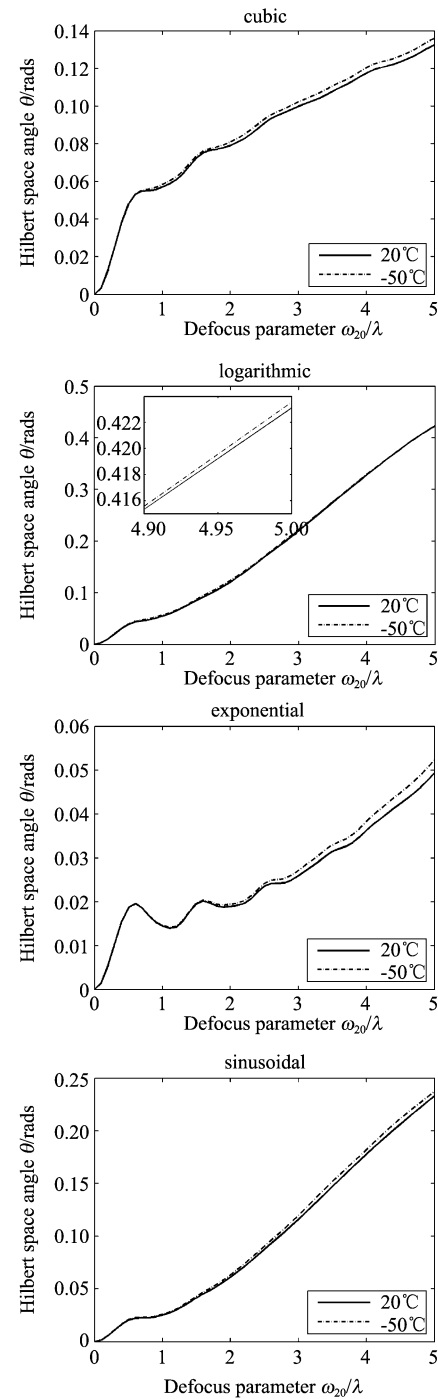 cubic
0.14
0.12
0.10
0.08
0.06
0.04
0.02
0
Hilbert space angle θ/rads
20℃
-50℃
0 1 2 3 4 5
Defocus parameter ω20/λ
logarithmic
0.5
0.4
0.3
0.2
0.1
0
Hilbert space angle θ/rads
0.422
0.420
0.418
0.416
4.90 4.95 5.00
20℃
-50℃
0 1 2 3 4 5
Defocus parameter ω20/λ
exponential
0.06
0.05
0.04
0.03
0.02
0.01
0
Hilbert space angle θ/rads
20℃
-50℃
0 1 2 3 4 5
Defocus parameter ω20/λ
sinusoidal
0.25
0.20
0.15
0.10
0.05
0
Hilbert space angle θ/rads
20℃
-50℃
0 1 2 3 4 5
Defocus parameter ω20/λ